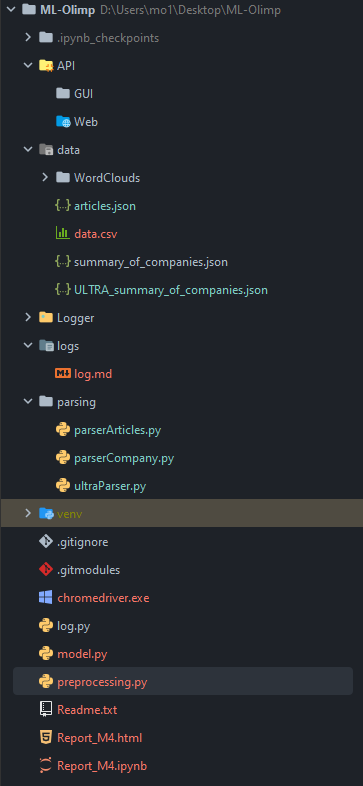 ML-Olimp D:\Users\mo1\Desktop\ML-Olimp
.ipynb_checkpoints
API
GUI
Web
data
WordClouds
articles.json
data.csv
summary_of_companies.json
ULTRA_summary_of_companies.json
Logger
logs
log.md
parsing
parserArticles.py
parserCompany.py
ultraParser.py
venv
.gitignore
.gitmodules
chromedriver.exe
log.py
model.py
preprocessing.py
Readme.txt
Report_M4.html
Report_M4.ipynb